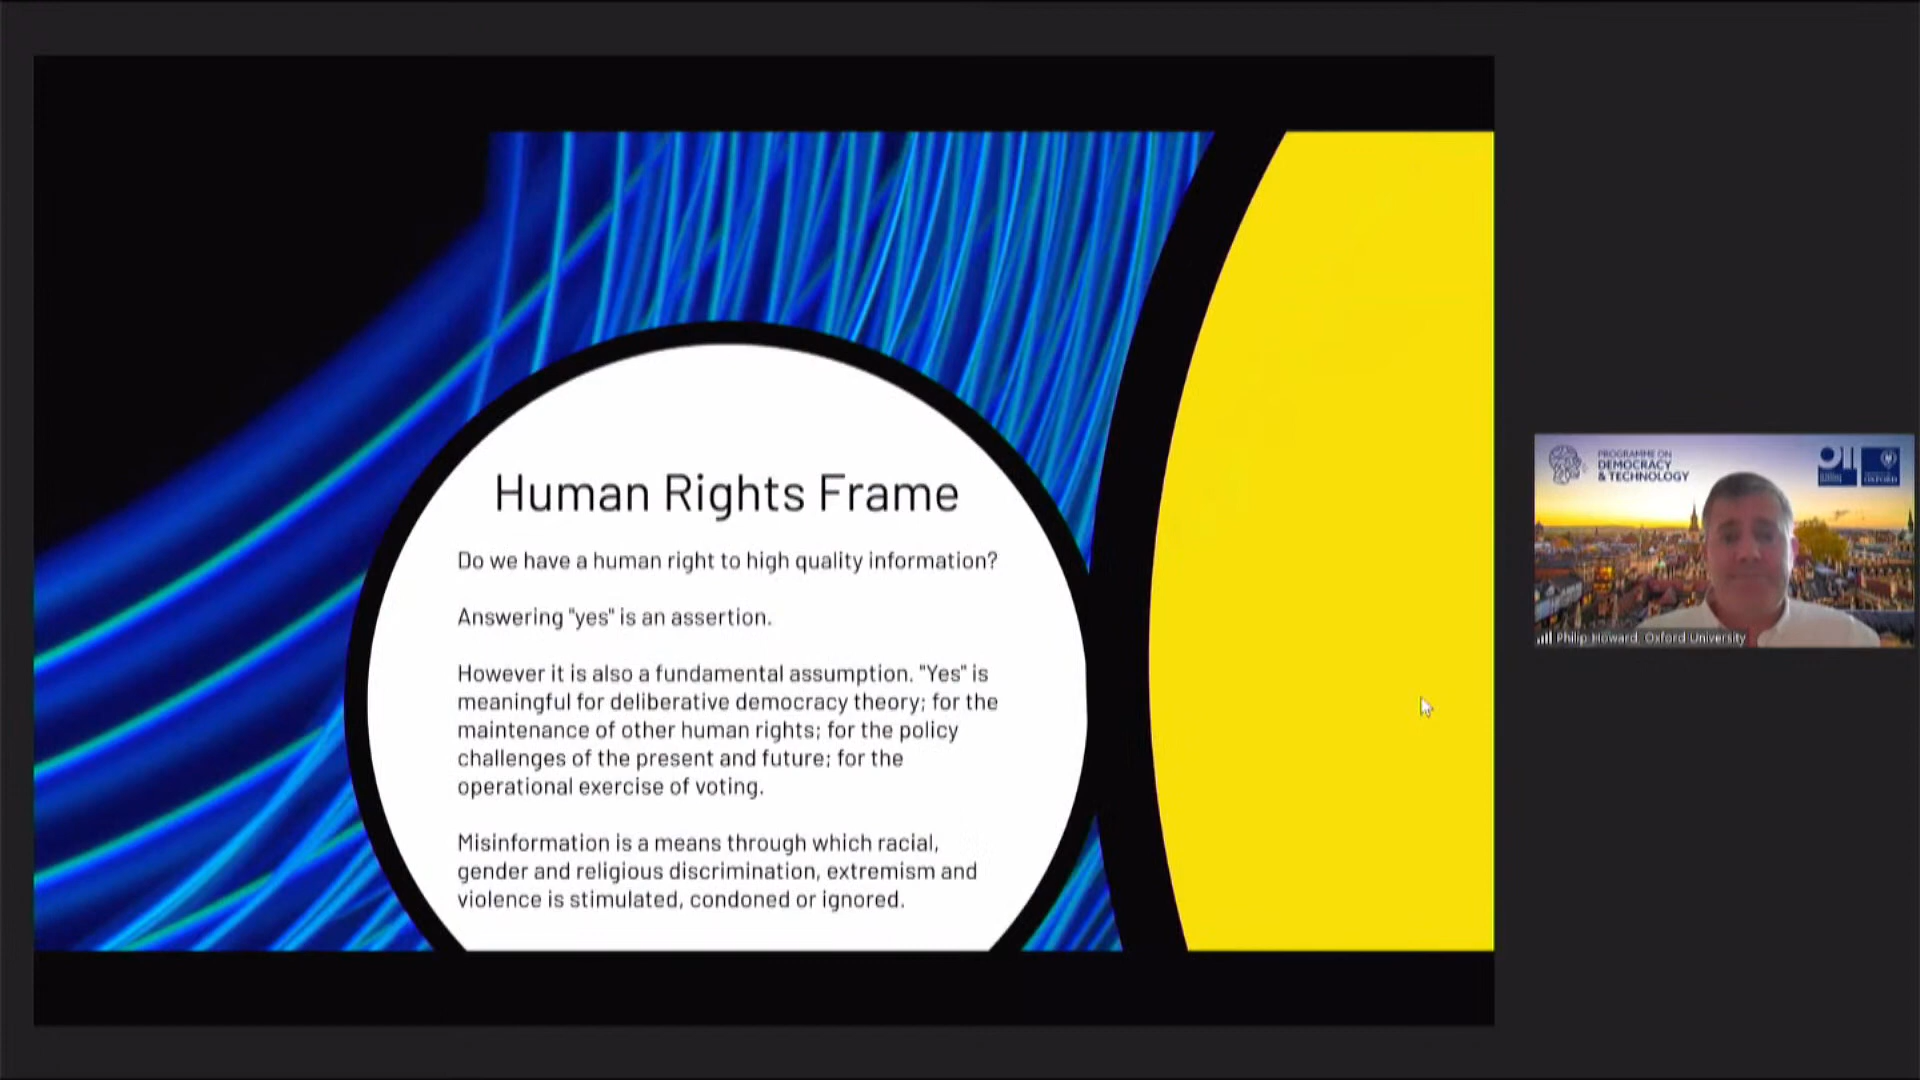 Human Rights Frame
Do we have a human right to high quality information?
Answering "yes" is an assertion.
However it is also a fundamental assumption. "Yes" is
meaningful for deliberative democracy theory; for the
maintenance of other human rights; for the policy
challenges of the present and future; for the
operational exercise of voting.
Misinformation is a means through which racial,
gender and religious discrimination, extremism and
violence is stimulated, condoned or ignored.
PROGRAMME ON
DEMOCRACY
& TECHNOLOGY
OII
OXFORD
Philip Howard, Oxford University